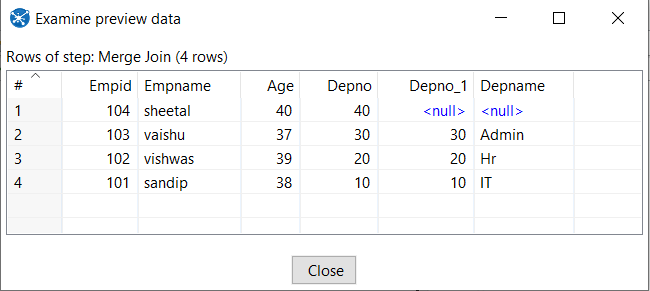 Examine preview data
Rows of step: Merge Join (4 rows)
# Empid Empname Age Depno Depno_1 Depname
1 104 sheetal 40 40 <null> <null>
2 103 vaishu 37 30 30 Admin
3 102 vishwas 39 20 20 Hr
4 101 sandip 38 10 10 IT
Close